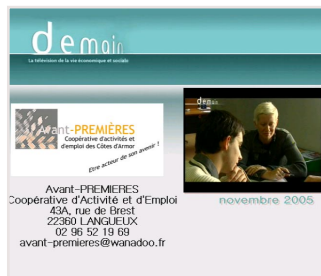 demain
La télévision de la vie économique et sociale
Avant-PREMIÈRES
Coopérative d'activités et
d'emploi des Côtes d'Armor
Etre acteur de son avenir !
demain
Avant-PREMIERES
Coopérative d'Activité et d'Emploi
43A, rue de Brest
22360 LANGUEUX
02 96 52 19 69
avant-premieres@wanadoo.fr
novembre 2005